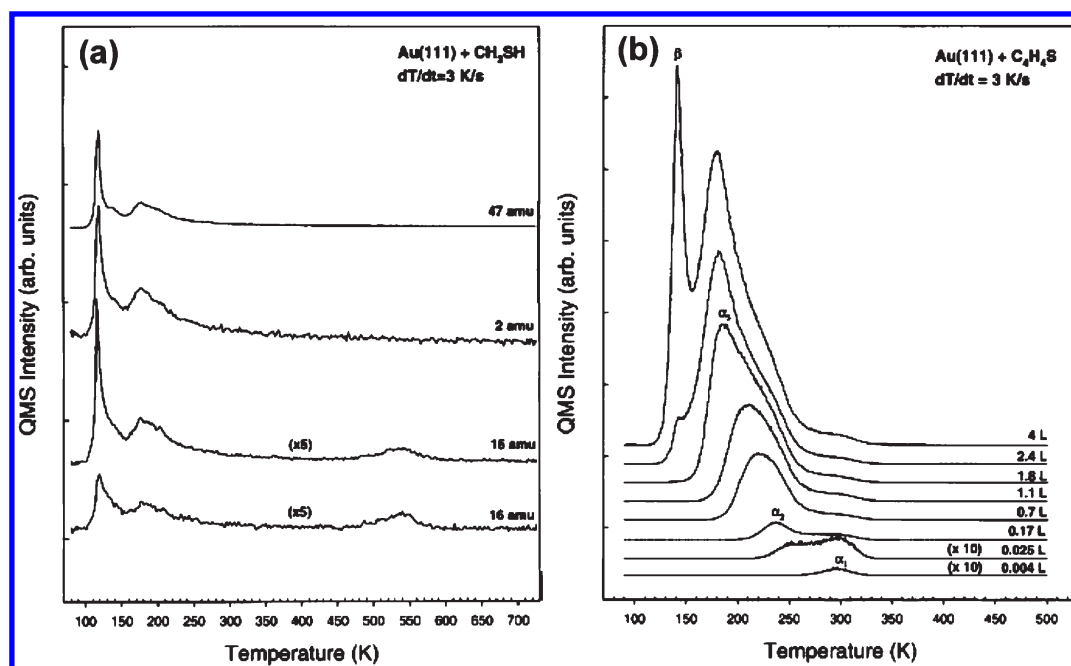 (a)
Au(111) + CH3SH
dT/dt=3 K/s
47 amu
2 amu
(x5)
15 amu
(x5)
16 amu
QMS Intensity (arb. units)
100 150 200 250 300 350 400 450 500 550 600 650 700
Temperature (K)
(b)
Au(111) + C4H4S
dT/dt = 3 K/s
β
α3
4 L
2.4 L
1.6 L
1.1 L
0.7 L
α2
0.17 L
(x 10) 0.025 L
α1
(x 10) 0.004 L
QMS Intensity (arb. units)
100 150 200 250 300 350 400 450 500
Temperature (K)